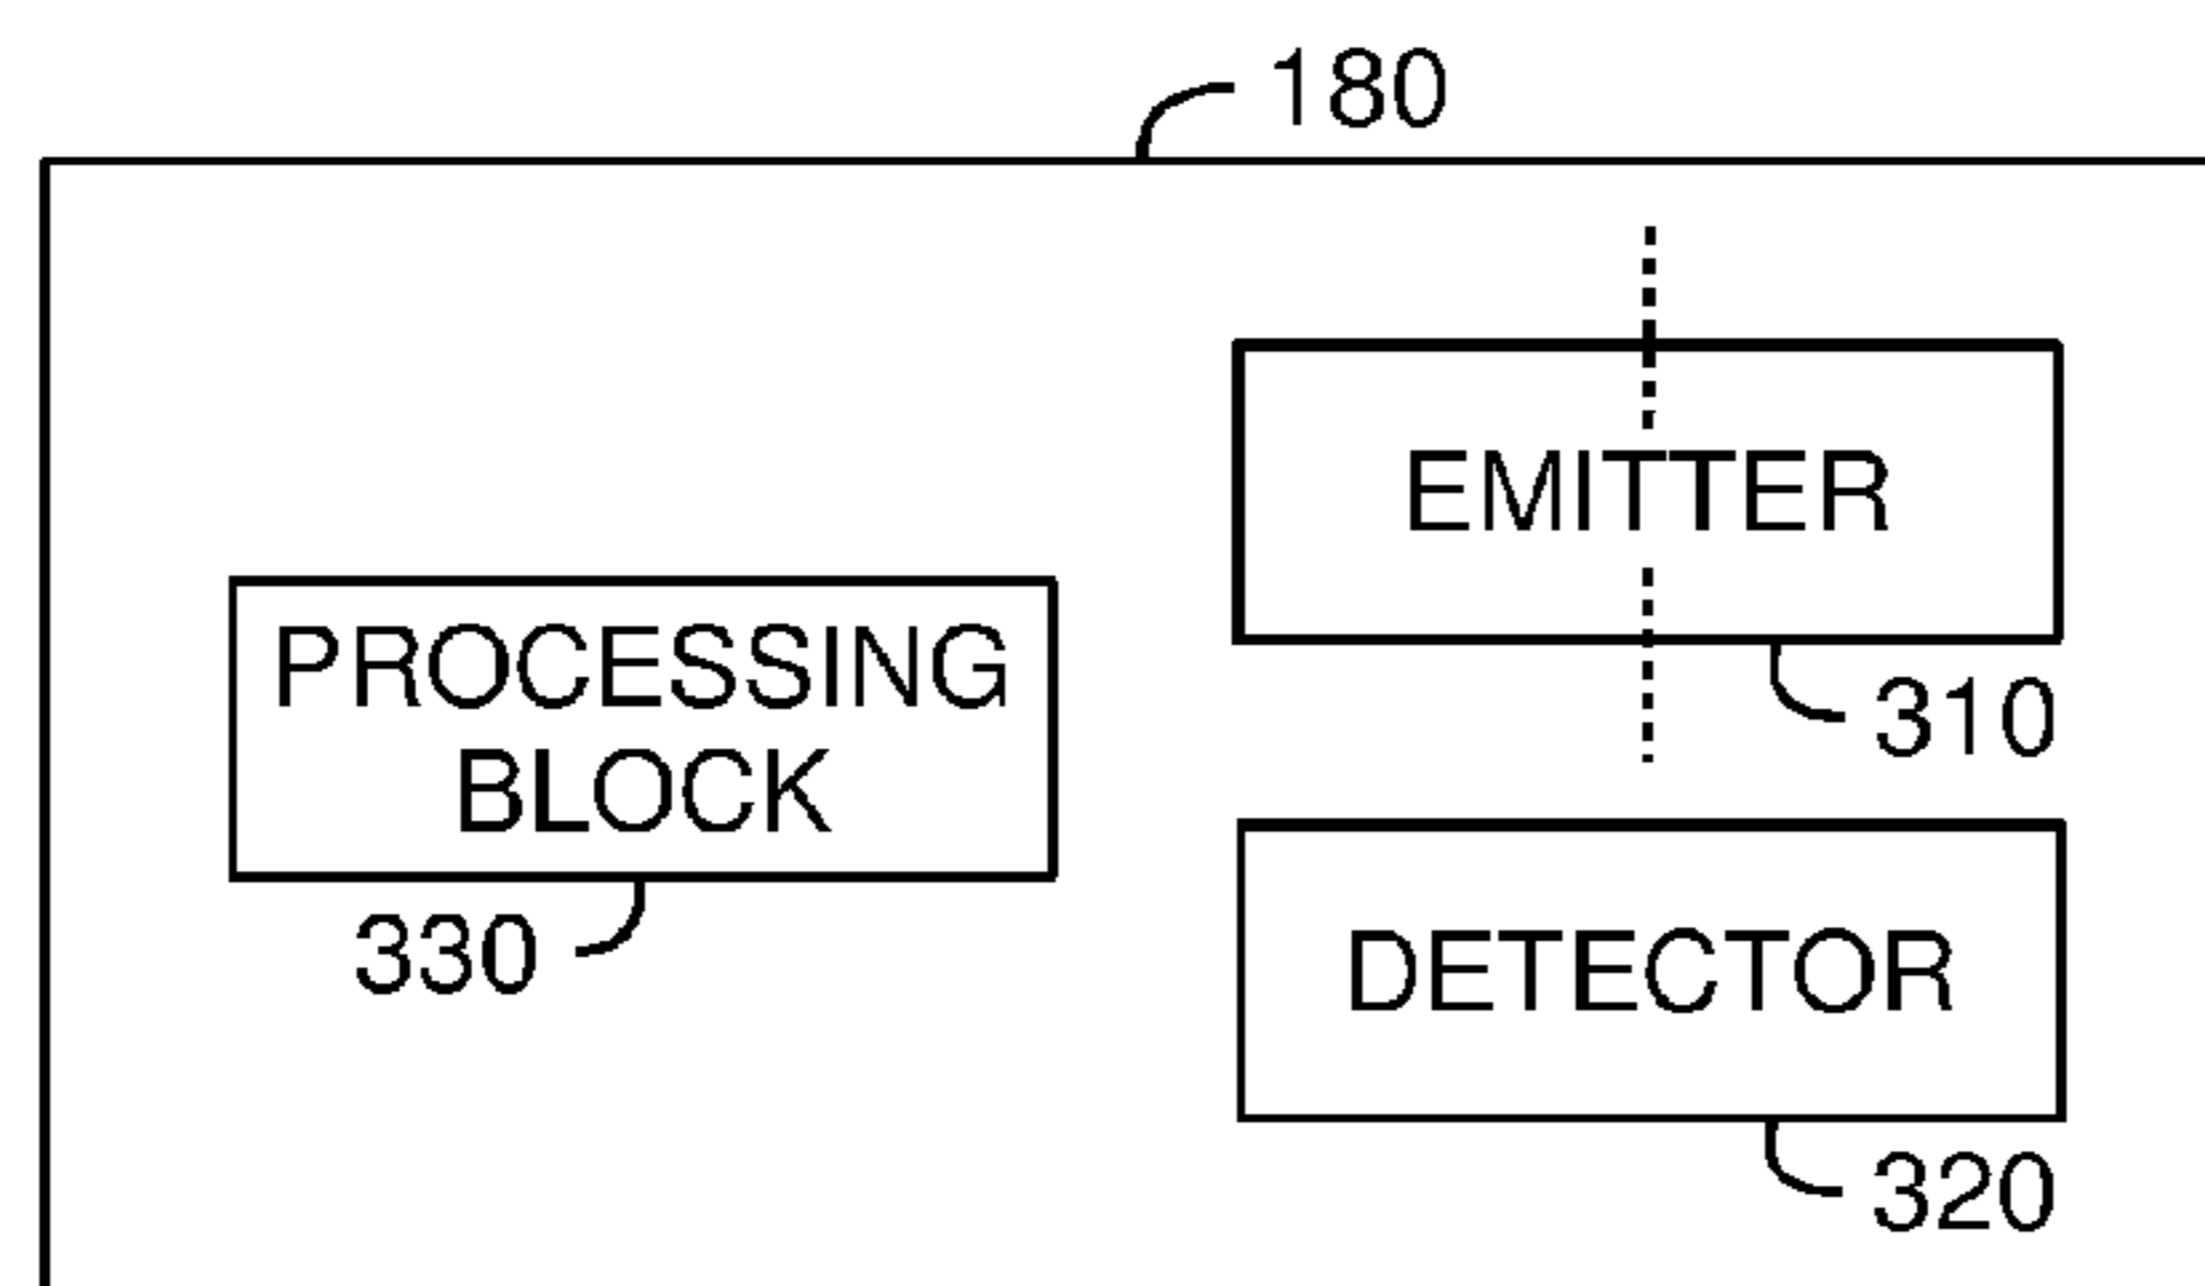 180
EMITTER
310
PROCESSING
BLOCK
330
DETECTOR
320